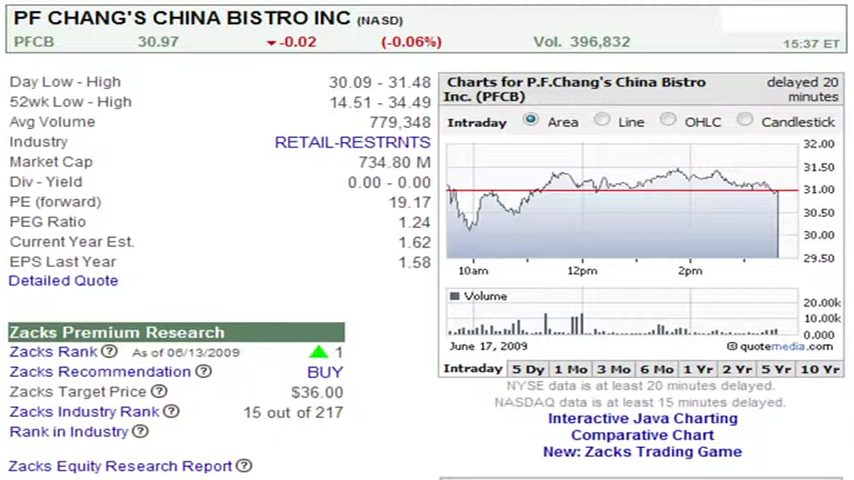 PF CHANG'S CHINA BISTRO INC (NASD)
PFCB 30.97 -0.02 (-0.06%) Vol. 396,832 15:37 ET
Day Low - High 30.09 - 31.48
52wk Low - High 14.51 - 34.49
Avg Volume 779,348
Industry RETAIL-RESTRNTS
Market Cap 734.80 M
Div - Yield 0.00 - 0.00
PE (forward) 19.17
PEG Ratio 1.24
Current Year Est. 1.62
EPS Last Year 1.58
Detailed Quote
Zacks Premium Research
Zacks Rank ? As of 06/13/2009 1
Zacks Recommendation ? BUY
Zacks Target Price ? $36.00
Zacks Industry Rank ? 15 out of 217
Rank in Industry ?
Zacks Equity Research Report ?
Charts for P.F.Chang's China Bistro delayed 20
Inc. (PFCB) minutes
Intraday Area Line OHLC Candlestick
32.00
31.50
31.00
30.50
30.00
29.50
10am 12pm 2pm
Volume
20.00k
10.00k
0.000
June 17, 2009 © quotemedia.com
Intraday 5 Dy 1 Mo 3 Mo 6 Mo 1 Yr 2 Yr 5 Yr 10 Yr
NYSE data is at least 20 minutes delayed.
NASDAQ data is at least 15 minutes delayed.
Interactive Java Charting
Comparative Chart
New: Zacks Trading Game